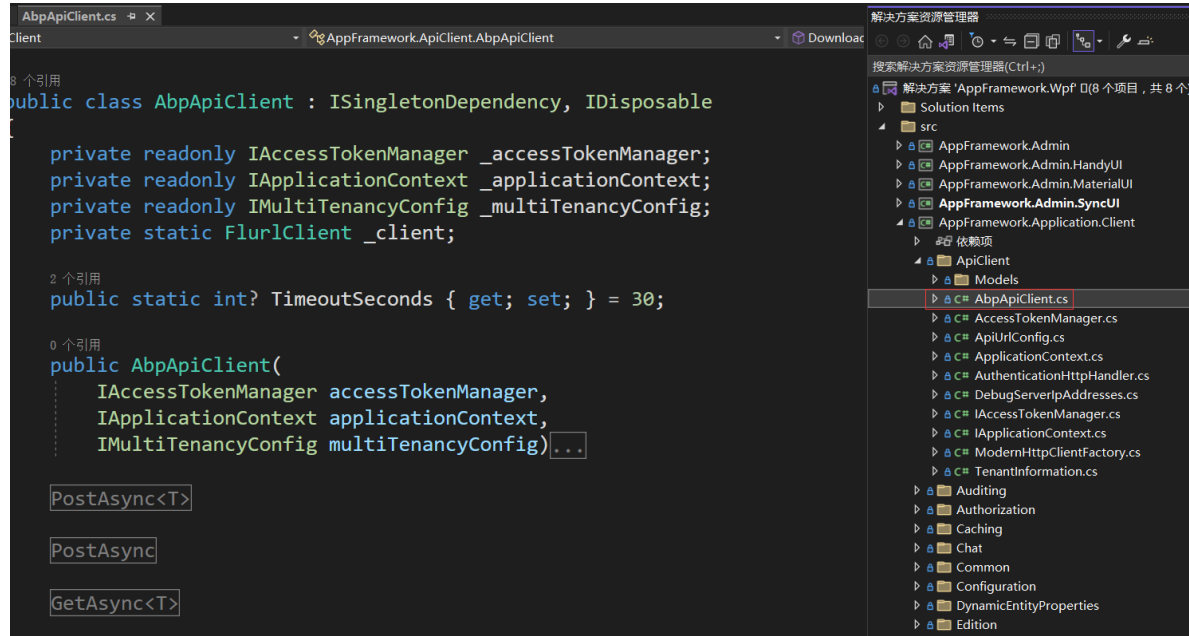 AbpApiClient.cs
Client
AppFramework.ApiClient.AbpApiClient
Download
8 个引用
public class AbpApiClient : ISingletonDependency, IDisposable
{
private readonly IAccessTokenManager _accessTokenManager;
private readonly IApplicationContext _applicationContext;
private readonly IMultiTenancyConfig _multiTenancyConfig;
private static FlurlClient _client;
2 个引用
public static int? TimeoutSeconds { get; set; } = 30;
0 个引用
public AbpApiClient(
IAccessTokenManager accessTokenManager,
IApplicationContext applicationContext,
IMultiTenancyConfig multiTenancyConfig)...
PostAsync<T>
PostAsync
GetAsync<T>
解决方案资源管理器
搜索解决方案资源管理器(Ctrl+;)
解决方案 'AppFramework.Wpf' (8 个项目，共 8 个
Solution Items
src
C# AppFramework.Admin
C# AppFramework.Admin.HandyUI
C# AppFramework.Admin.MaterialUI
C# AppFramework.Admin.SyncUI
C# AppFramework.Application.Client
依赖项
ApiClient
Models
C# AbpApiClient.cs
C# AccessTokenManager.cs
C# ApiUrlConfig.cs
C# ApplicationContext.cs
C# AuthenticationHttpHandler.cs
C# DebugServerIpAddresses.cs
C# IAccessTokenManager.cs
C# IApplicationContext.cs
C# ModernHttpClientFactory.cs
C# TenantInformation.cs
Auditing
Authorization
Caching
Chat
Common
Configuration
DynamicEntityProperties
Edition